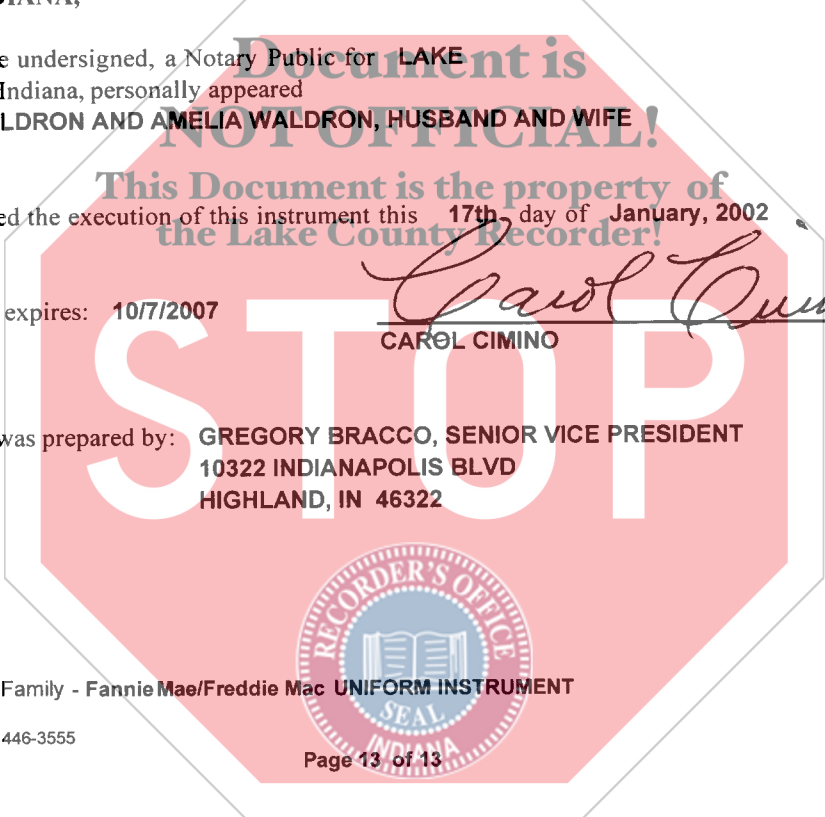 DIANA,
e undersigned, a Notary Public for LAKE
Document is
Indiana, personally appeared
LDRON AND AMELIA WALDRON, HUSBAND AND WIFE
NOT OFFICIAL!
This Document is the property of
ed the execution of this instrument this 17th day of January, 2002
the Lake County Recorder!
Carol
expires: 10/7/2007
CAROL CIMINO
STOP
was prepared by: GREGORY BRACCO, SENIOR VICE PRESIDENT
10322 INDIANAPOLIS BLVD
HIGHLAND, IN 46322
RECORDER'S OFFICE
Family - Fannie Mae/Freddie Mac UNIFORM INSTRUMENT
SEAL
446-3555
INDIANA
Page 13 of 13